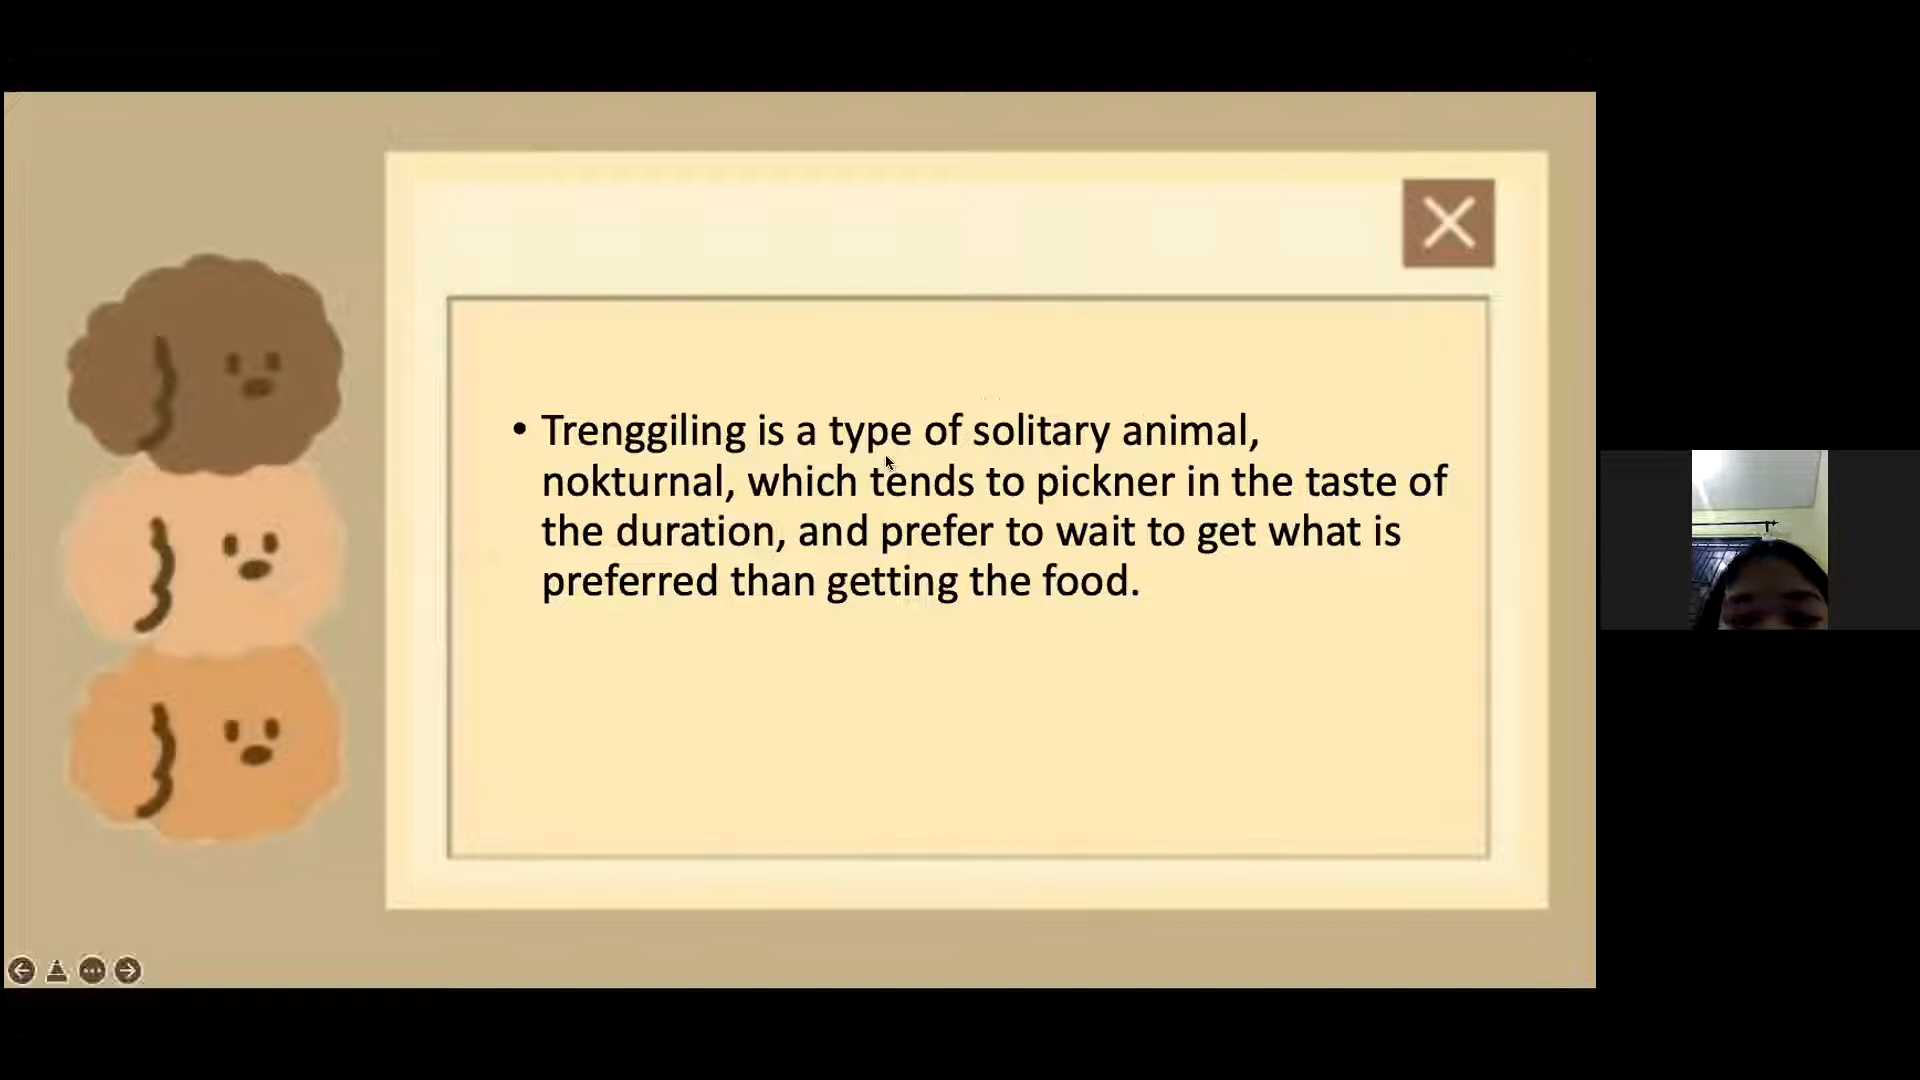 • Trenggiling is a type of solitary animal,
nokturnal, which tends to pickner in the taste of
the duration, and prefer to wait to get what is
preferred than getting the food.